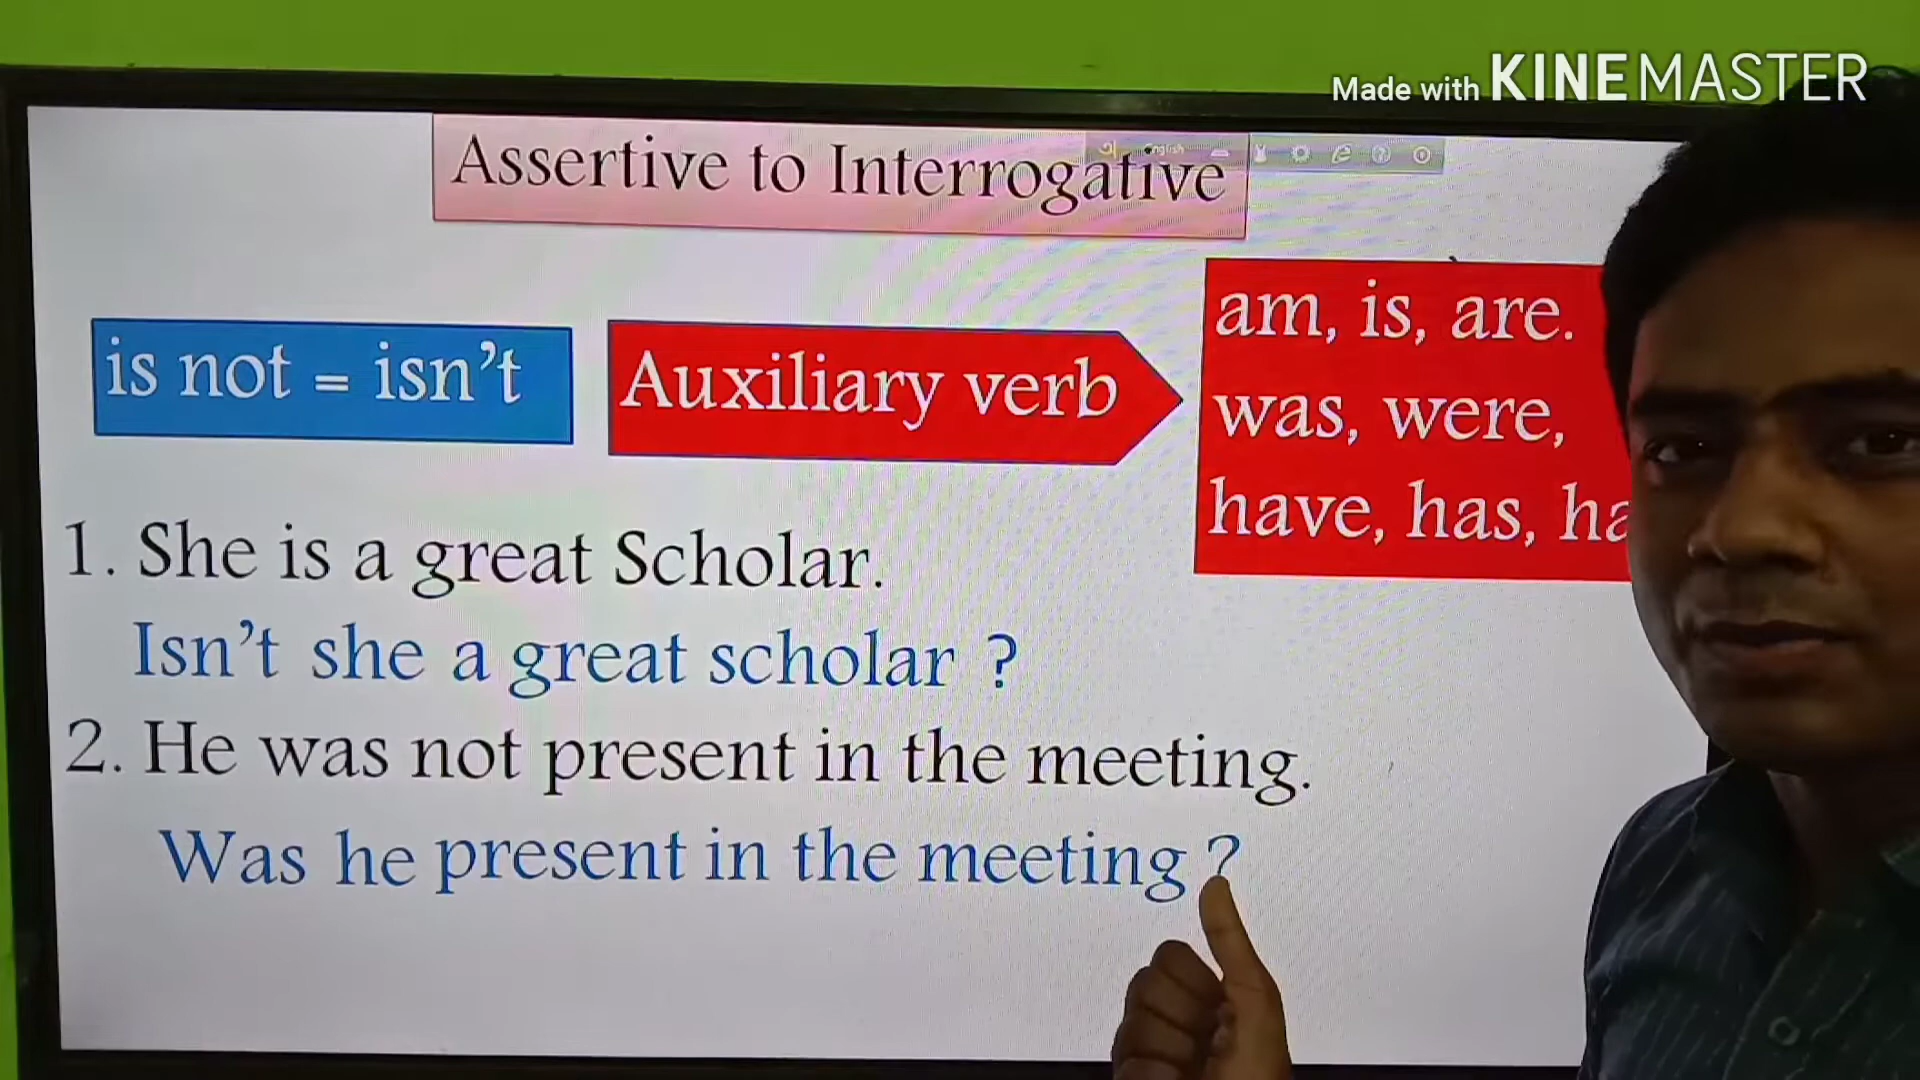 Made with KINEMASTER
Assertive to Interrogative
is not = isn't
Auxiliary verb
am, is, are.
was, were,
have, has,
1. She is a great Scholar.
Isn't she a great scholar ?
2. He was not present in the meeting.
Was he present in the meeting ?